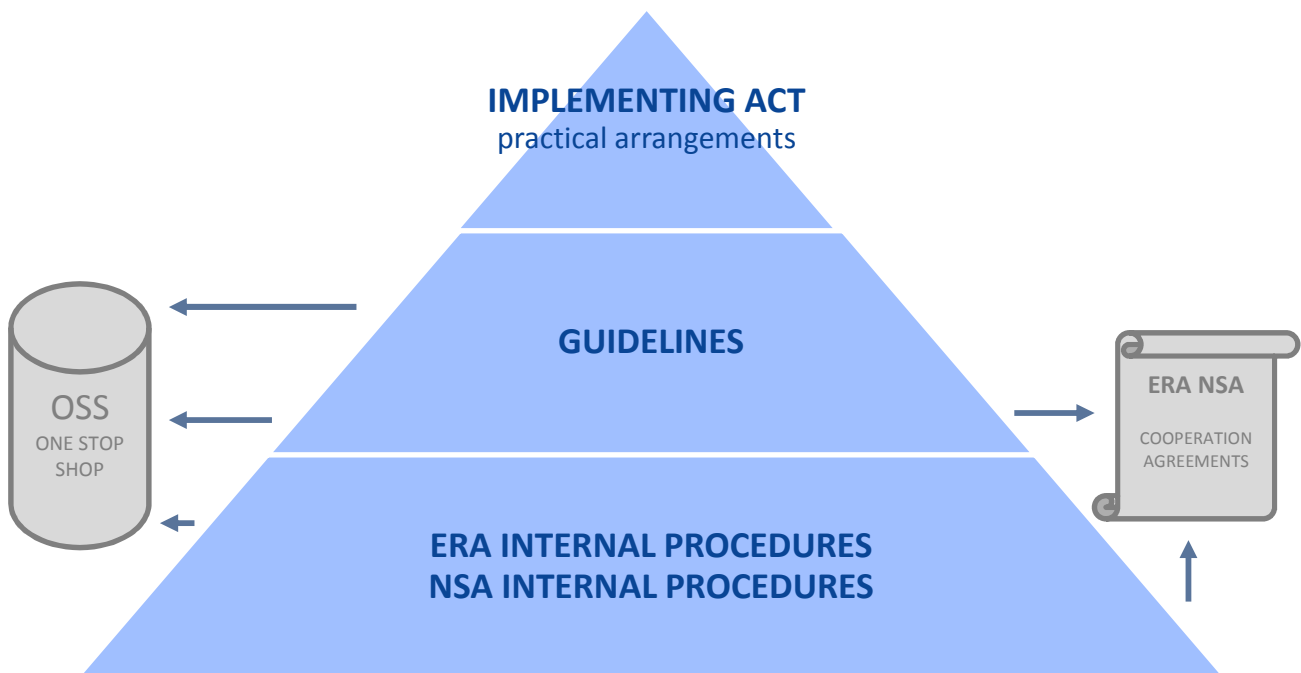 IMPLEMENTING ACT
practical arrangements
GUIDELINES
OSS
ONE STOP
SHOP
ERA NSA
COOPERATION
AGREEMENTS
ERA INTERNAL PROCEDURES
NSA INTERNAL PROCEDURES